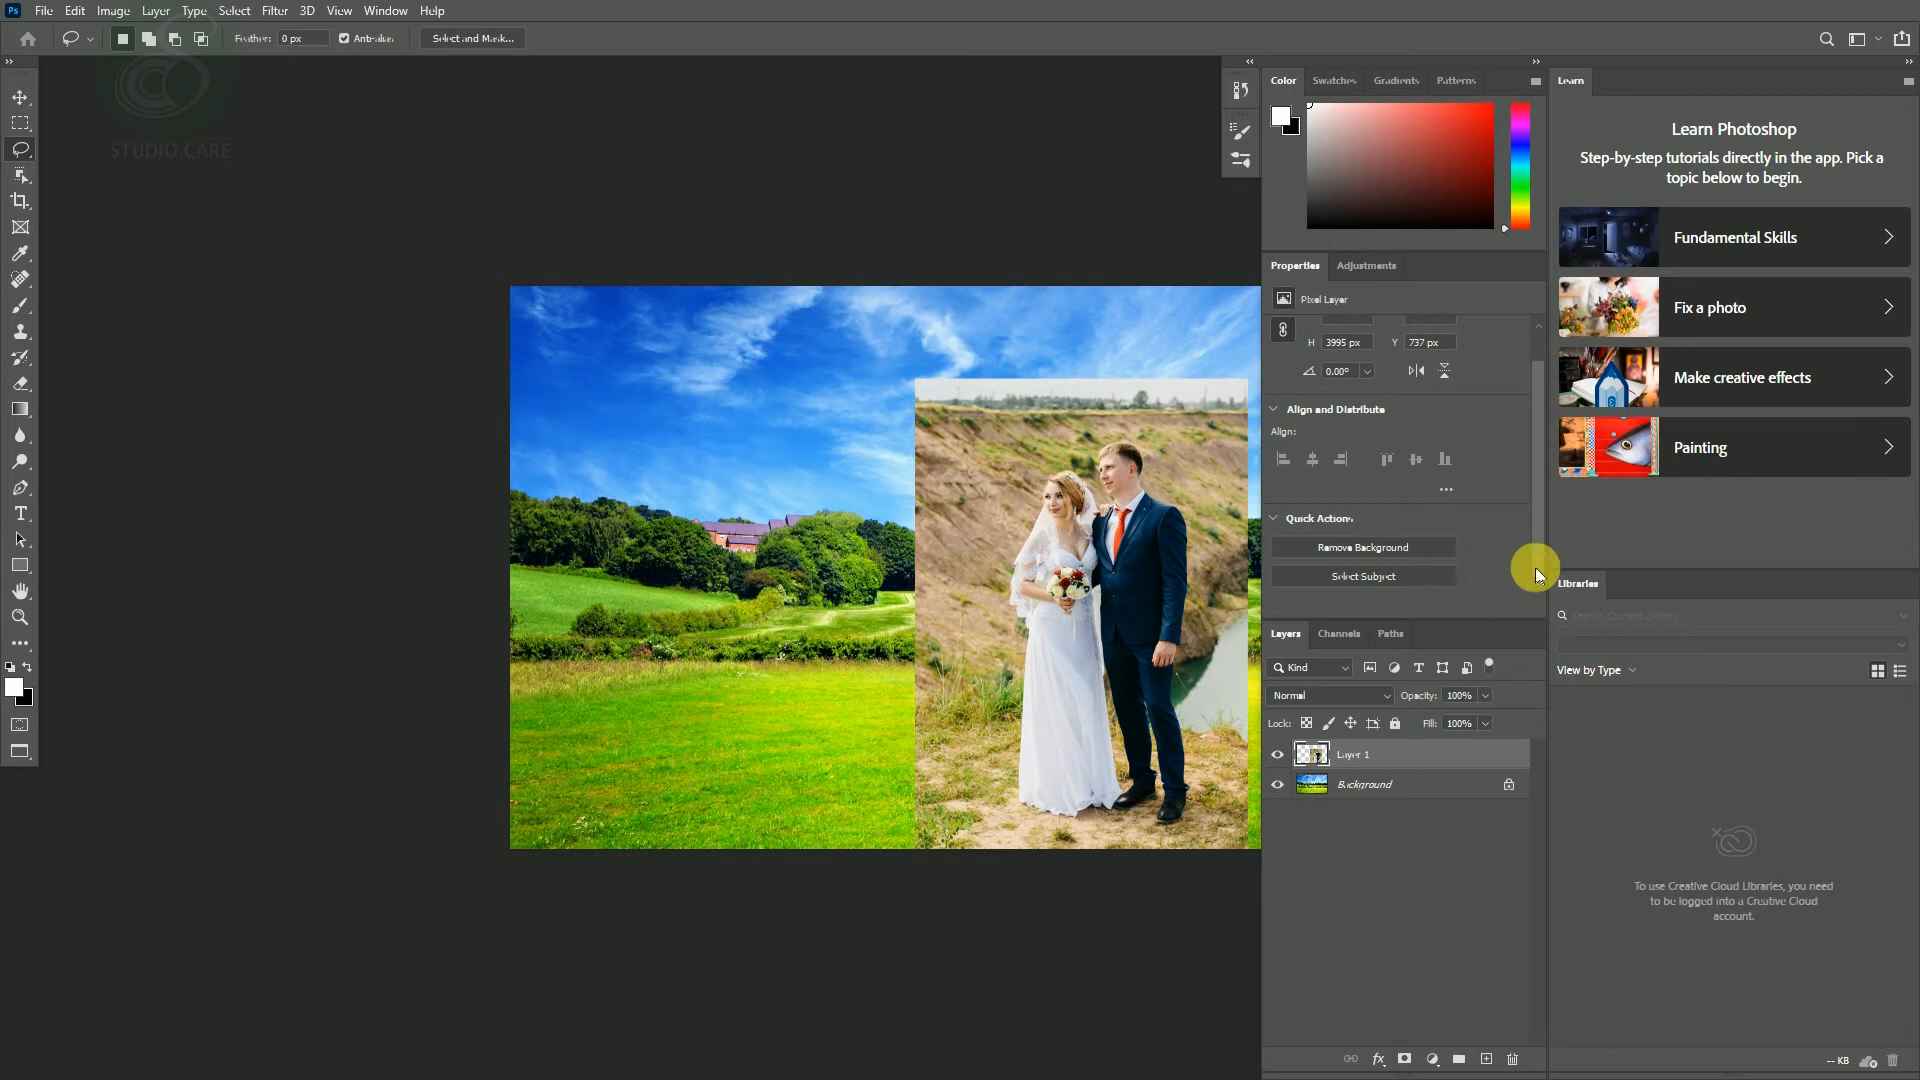 Ps File Edit Image Layer Type Select Filter 3D View Window Help
Feather: 0 px Anti-alias Select and Mask...
STUDIO CARE
Color Swatches Gradients Patterns
Properties Adjustments
Pixel Layer
H 3995 px Y 737 px
0.00°
Align and Distribute
Align:
Quick Actions
Remove Background
Select Subject
Layers Channels Paths
Kind
Normal Opacity: 100%
Lock: Fill: 100%
Layer 1
Background
Learn
Learn Photoshop
Step-by-step tutorials directly in the app. Pick a
topic below to begin.
Fundamental Skills
Fix a photo
Make creative effects
Painting
Libraries
Search Current Library
View by Type
To use Creative Cloud Libraries, you need
to be logged into a Creative Cloud
account.
-- KB